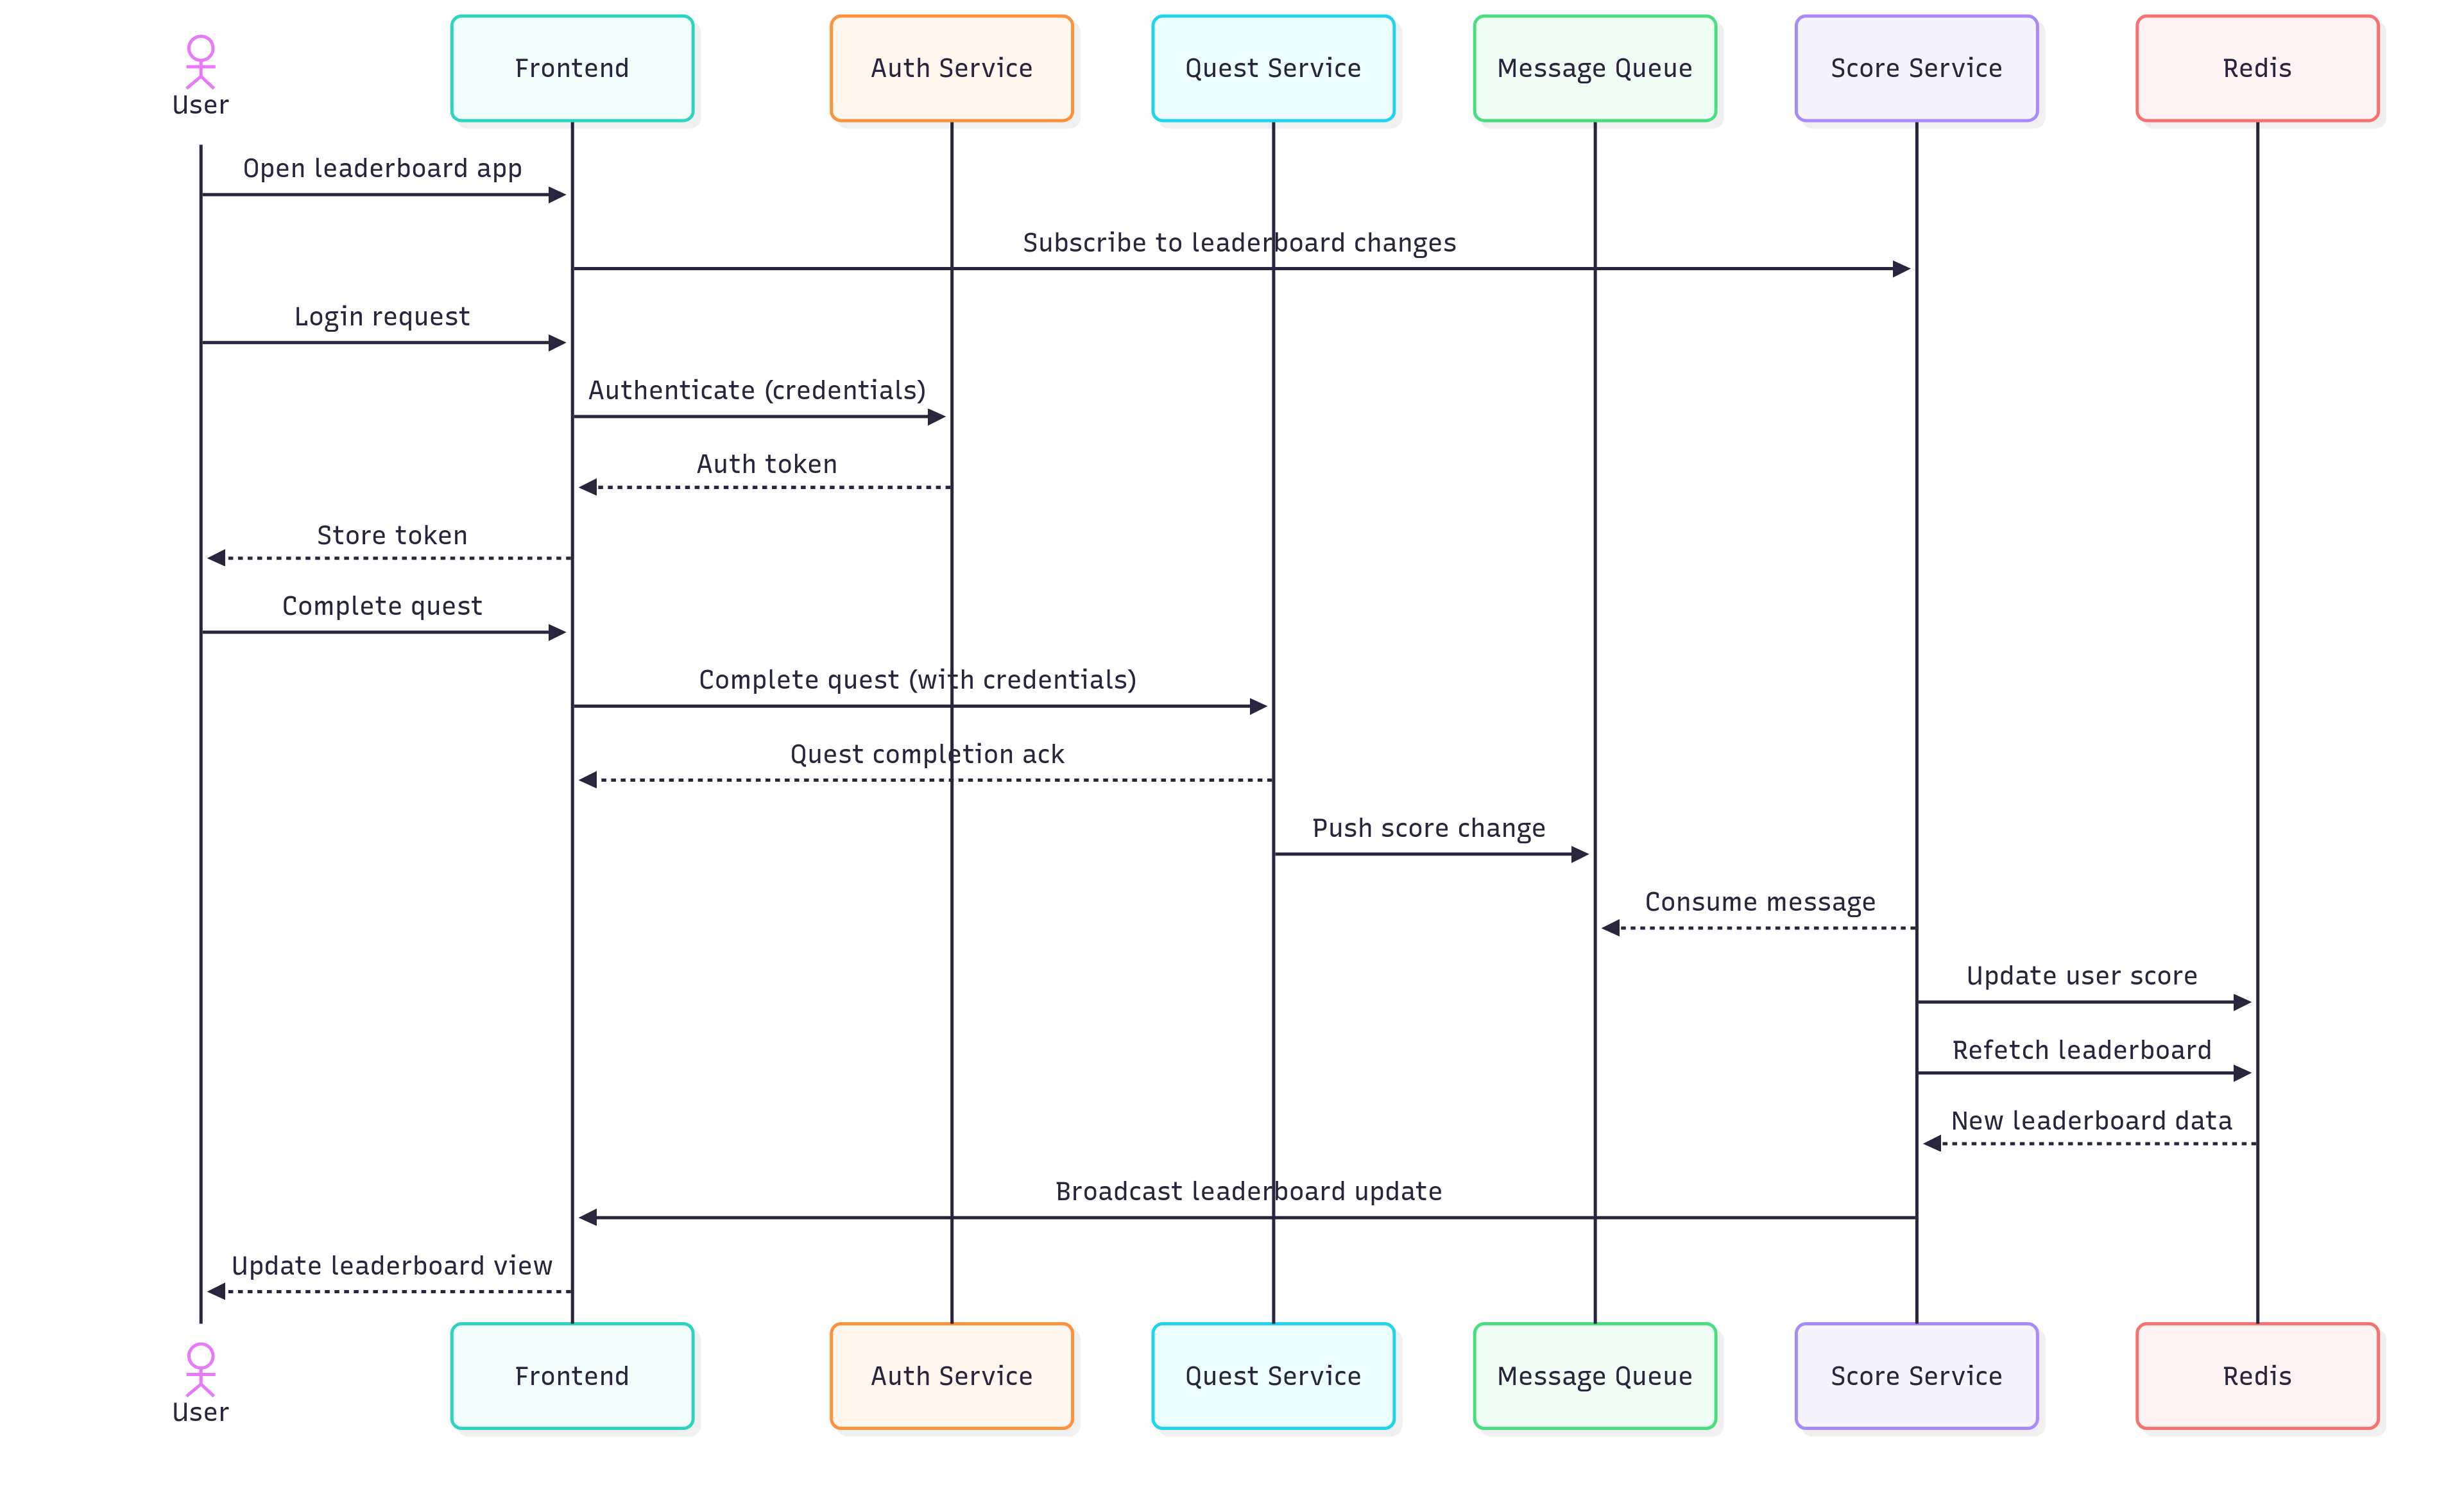 User
Frontend
Auth Service
Quest Service
Message Queue
Score Service
Redis
Open leaderboard app
Subscribe to leaderboard changes
Login request
Authenticate (credentials)
Auth token
Store token
Complete quest
Complete quest (with credentials)
Quest completion ack
Push score change
Consume message
Update user score
Refetch leaderboard
New leaderboard data
Broadcast leaderboard update
Update leaderboard view
User
Frontend
Auth Service
Quest Service
Message Queue
Score Service
Redis